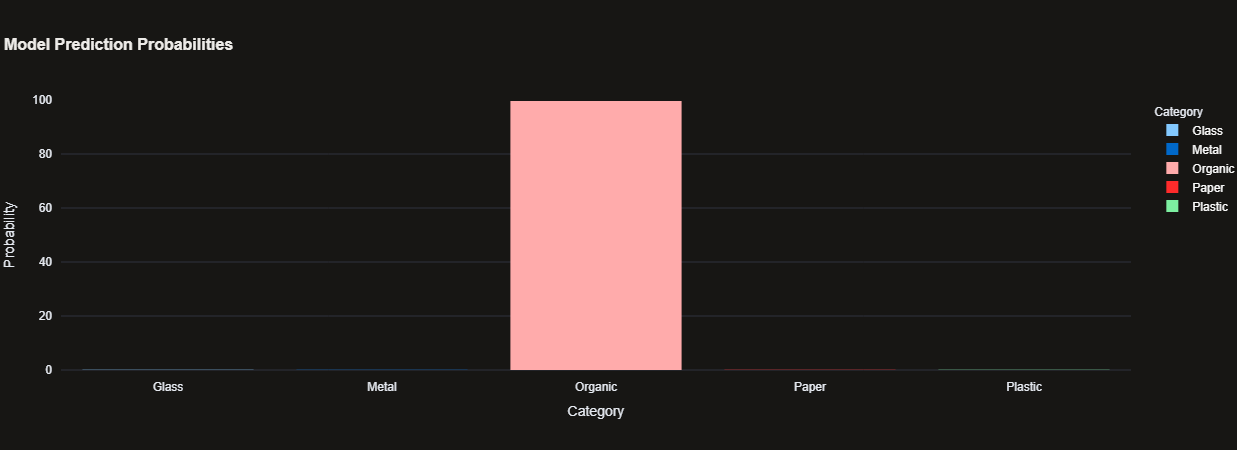 Model Prediction Probabilities
100
80
60
40
20
0
Probability
Glass
Metal
Organic
Paper
Plastic
Category
Category
Glass
Metal
Organic
Paper
Plastic